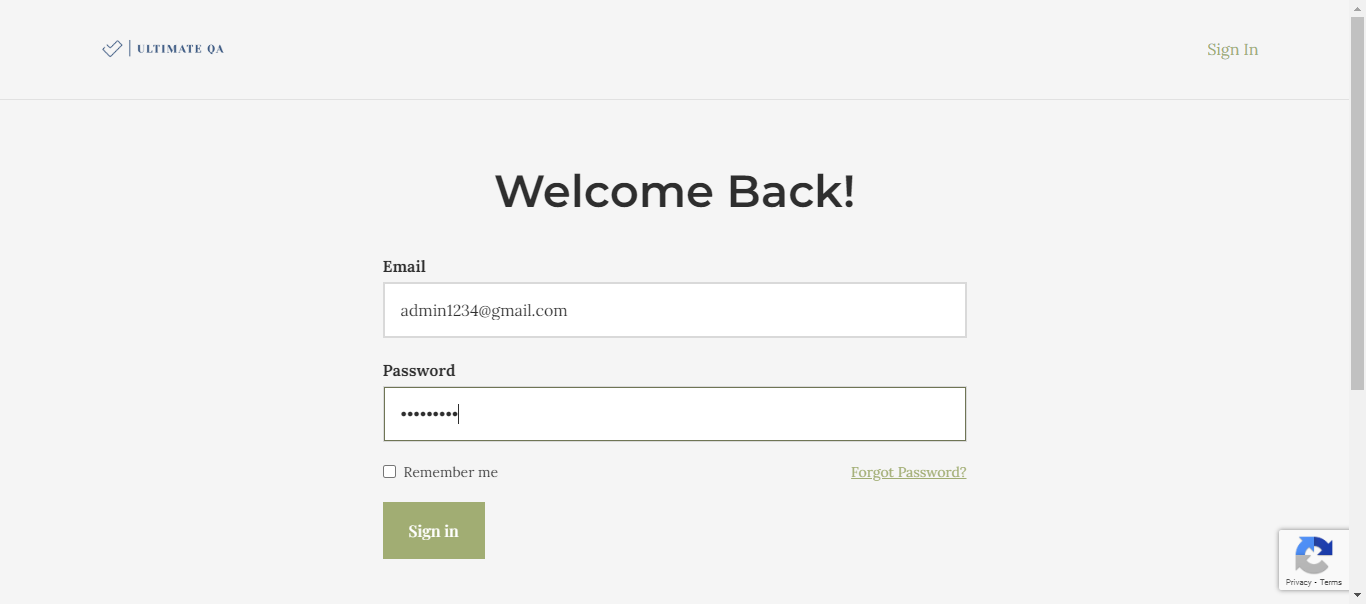 ULTIMATE QA
Sign In
Welcome Back!
Email
admin1234@gmail.com
Password
•••••••••
Remember me
Forgot Password?
Sign in
Privacy - Terms